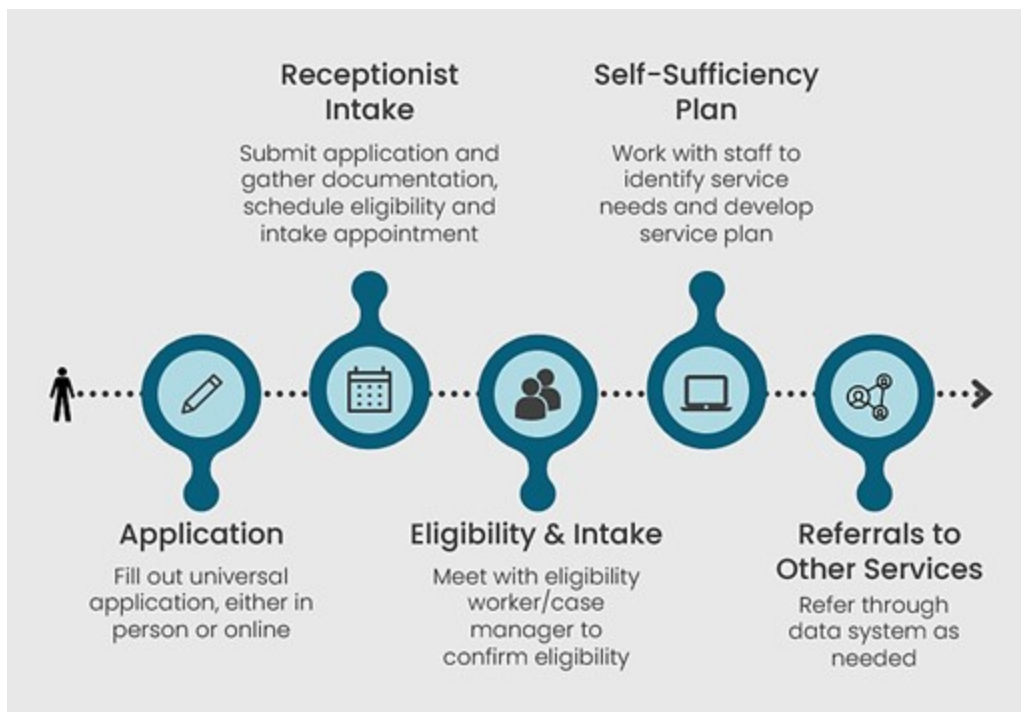 Receptionist
Intake
Submit application and
gather documentation,
schedule eligibility and
intake appointment
Self-Sufficiency
Plan
Work with staff to
identify service
needs and develop
service plan
Application
Fill out universal
application, either in
person or online
Eligibility & Intake
Meet with eligibility
worker/case
manager to
confirm eligibility
Referrals to
Other Services
Refer through
data system as
needed